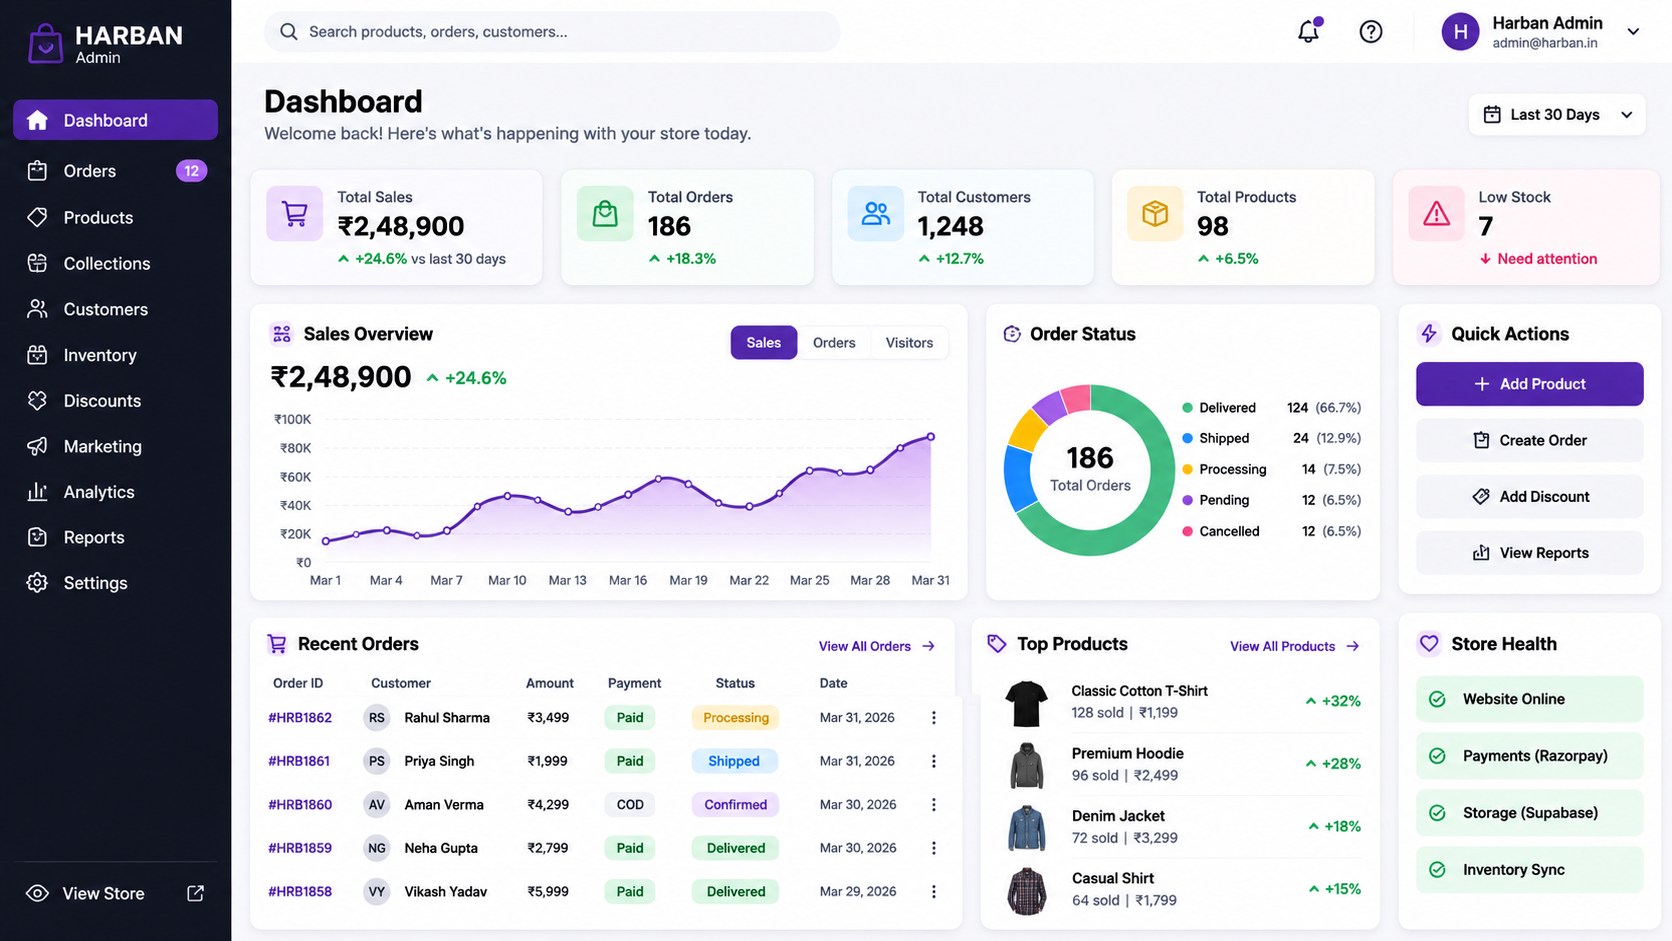 HARBAN
Admin
Dashboard
Orders 12
Products
Collections
Customers
Inventory
Discounts
Marketing
Analytics
Reports
Settings
View Store
Search products, orders, customers...
H
Harban Admin
admin@harban.in
Dashboard
Welcome back! Here's what's happening with your store today.
Last 30 Days
Total Sales
₹2,48,900
+24.6% vs last 30 days
Total Orders
186
+18.3%
Total Customers
1,248
+12.7%
Total Products
98
+6.5%
Low Stock
7
Need attention
Sales Overview
₹2,48,900 +24.6%
Sales Orders Visitors
₹100K
₹80K
₹60K
₹40K
₹20K
₹0
Mar 1 Mar 4 Mar 7 Mar 10 Mar 13 Mar 16 Mar 19 Mar 22 Mar 25 Mar 28 Mar 31
Order Status
186
Total Orders
Delivered 124 (66.7%)
Shipped 24 (12.9%)
Processing 14 (7.5%)
Pending 12 (6.5%)
Cancelled 12 (6.5%)
Quick Actions
Add Product
Create Order
Add Discount
View Reports
Recent Orders
View All Orders
Order ID Customer Amount Payment Status Date
#HRB1862 RS Rahul Sharma ₹3,499 Paid Processing Mar 31, 2026
#HRB1861 PS Priya Singh ₹1,999 Paid Shipped Mar 31, 2026
#HRB1860 AV Aman Verma ₹4,299 COD Confirmed Mar 30, 2026
#HRB1859 NG Neha Gupta ₹2,799 Paid Delivered Mar 30, 2026
#HRB1858 VY Vikash Yadav ₹5,999 Paid Delivered Mar 29, 2026
Top Products
View All Products
Classic Cotton T-Shirt
128 sold | ₹1,199
+32%
Premium Hoodie
96 sold | ₹2,499
+28%
Denim Jacket
72 sold | ₹3,299
+18%
Casual Shirt
64 sold | ₹1,799
+15%
Store Health
Website Online
Payments (Razorpay)
Storage (Supabase)
Inventory Sync